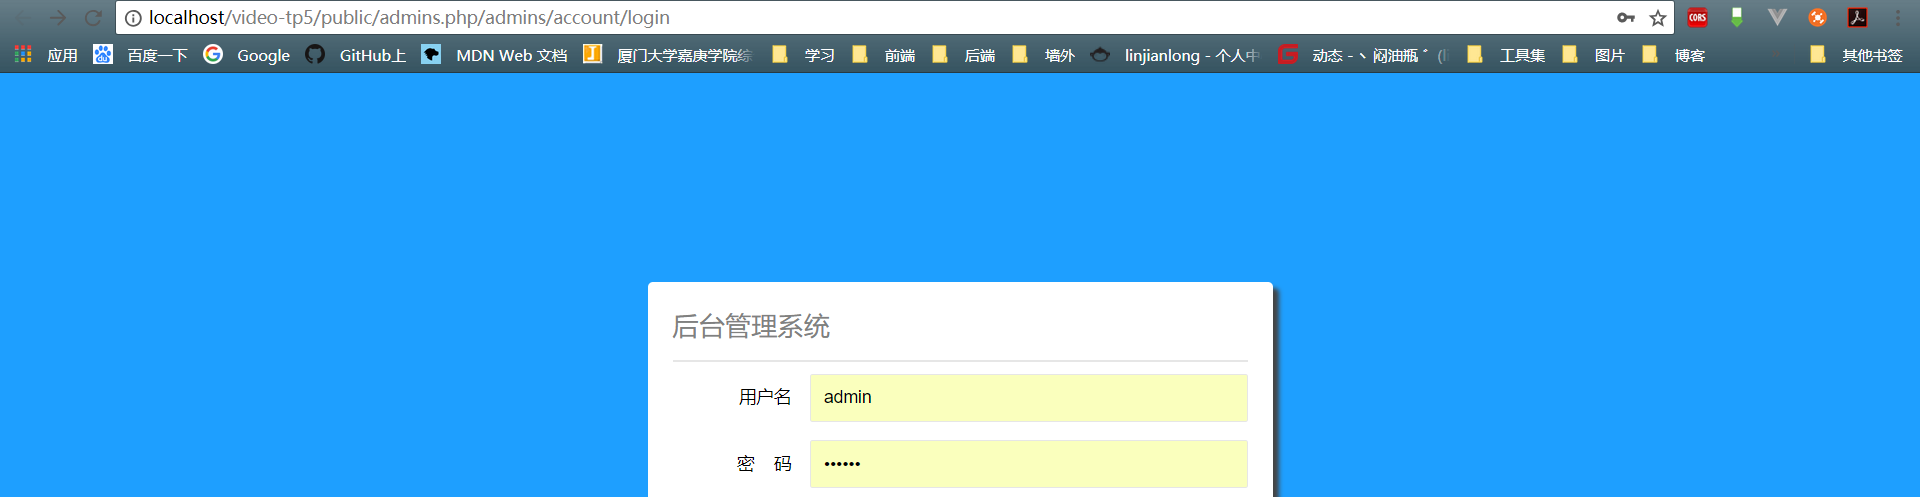 localhost/video-tp5/public/admins.php/admins/account/login
CORS
应用 百度一下 Google GitHub上 MDN Web 文档 厦门大学嘉庚学院综 学习 前端 后端 墙外 linjianlong - 个人中 动态 - 丶闷油瓶 工具集 图片 博客 其他书签
后台管理系统
用户名 admin
密 码 ••••••